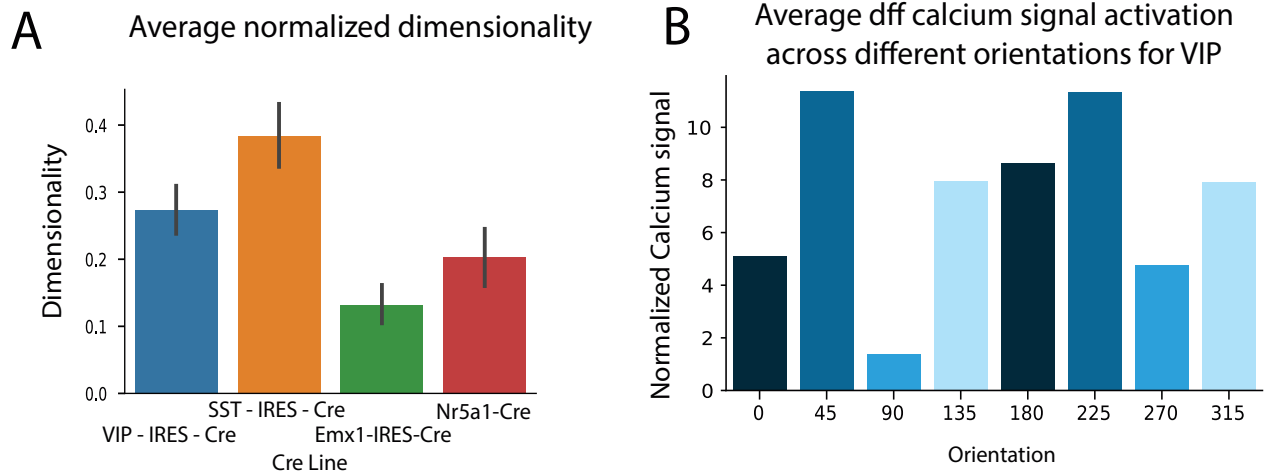 A
Average normalized dimensionality
Dimensionality
0.4
0.3
0.2
0.1
0.0
SST - IRES - Cre
Nr5a1-Cre
VIP - IRES - Cre
Emx1-IRES-Cre
Cre Line
B
Average dff calcium signal activation
across different orientations for VIP
Normalized Calcium signal
10
8
6
4
2
0
0 45 90 135 180 225 270 315
Orientation